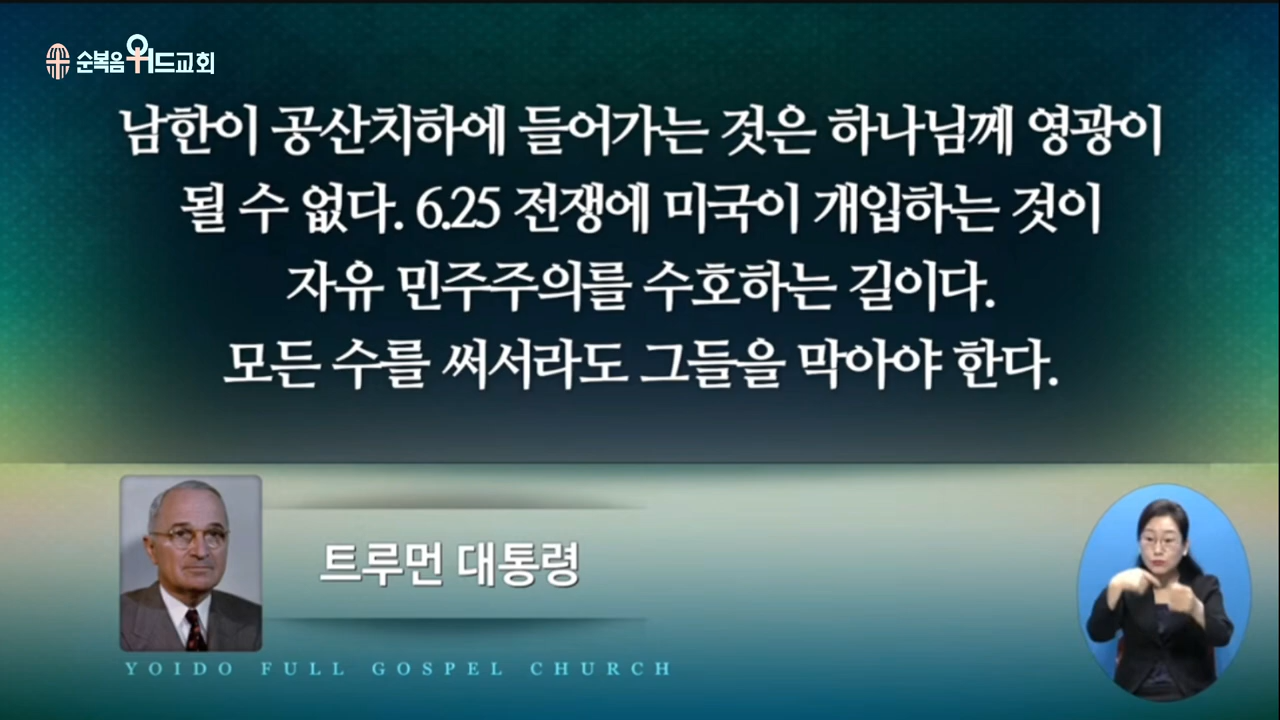 순복음위드교회
남한이 공산치하에 들어가는 것은 하나님께 영광이
될 수 없다. 6.25 전쟁에 미국이 개입하는 것이
자유 민주주의를 수호하는 길이다.
모든 수를 써서라도 그들을 막아야 한다.
트루먼 대통령
YOIDO FULL GOSPEL CHURCH